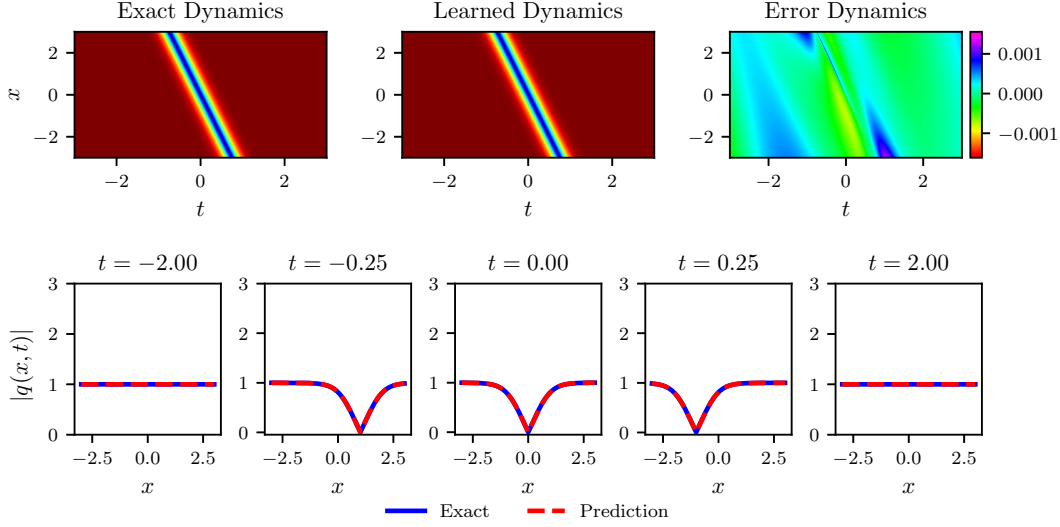 Exact Dynamics
Learned Dynamics
Error Dynamics
x
2
0
−2
−2
0
2
t
2
0
−2
−2
0
2
t
2
0
−2
−2
0
2
t
0.001
0.000
−0.001
t = −2.00
t = −0.25
t = 0.00
t = 0.25
t = 2.00
|q(x, t)|
3
2
1
0
−2.5
0.0
2.5
x
3
2
1
0
−2.5
0.0
2.5
x
3
2
1
0
−2.5
0.0
2.5
x
3
2
1
0
−2.5
0.0
2.5
x
3
2
1
0
−2.5
0.0
2.5
x
Exact
Prediction